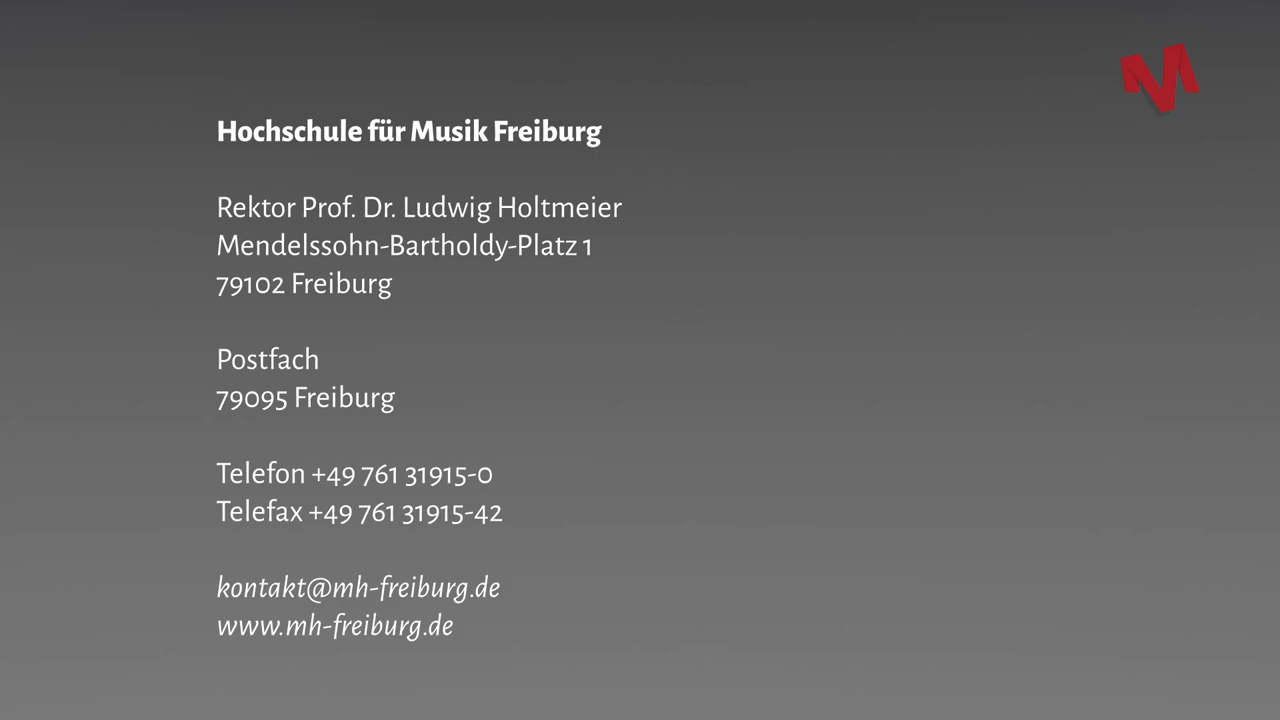 Hochschule für Musik Freiburg
Rektor Prof. Dr. Ludwig Holtmeier
Mendelssohn-Bartholdy-Platz 1
79102 Freiburg
Postfach
79095 Freiburg
Telefon +49 761 31915-0
Telefax +49 761 31915-42
kontakt@mh-freiburg.de
www.mh-freiburg.de